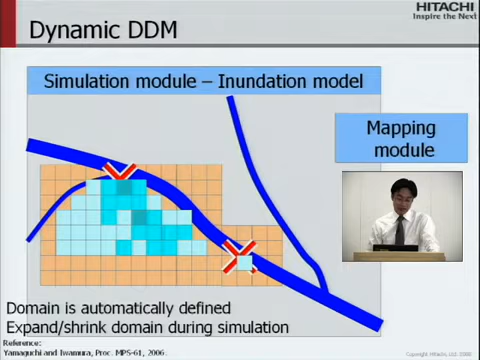 HITACHI
Inspire the Next
Dynamic DDM
Simulation module – Inundation model
Mapping
module
Domain is automatically defined
Expand/shrink domain during simulation
Reference:
Yamaguchi and Iwamura, Proc. MPS-61, 2006.
Copyright Hitachi, Ltd.